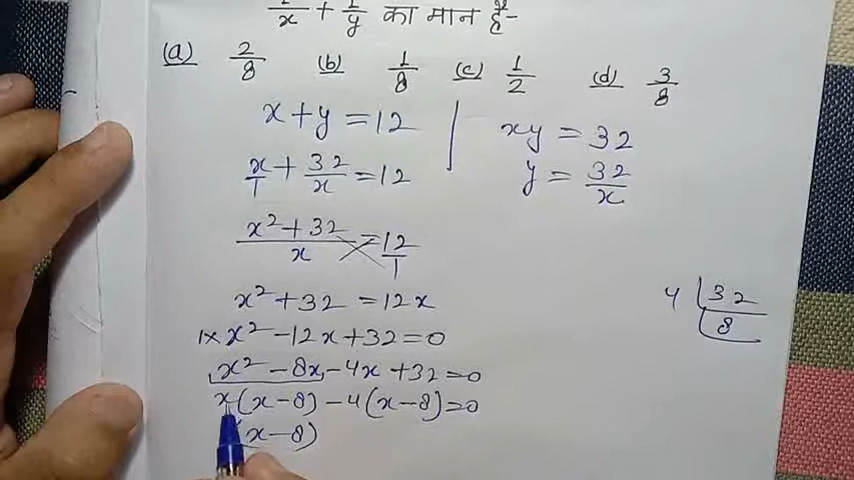 1/x + 1/y का मान है-
(a) 2/8 (b) 1/8 (c) 1/2 (d) 3/8
x + y = 12
x/1 + 32/x = 12
x² + 32/x = 12/1
x² + 32 = 12x
1× x² - 12x + 32 = 0
x² - 8x - 4x + 32 = 0
x(x - 8) - 4(x - 8) = 0
(x - 8)
xy = 32
y = 32/x
4 32
8